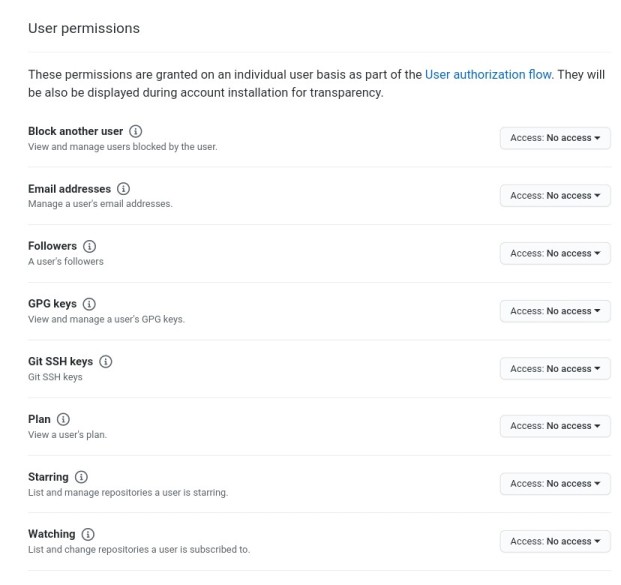 User permissions
These permissions are granted on an individual user basis as part of the User authorization flow. They will
be also be displayed during account installation for transparency.
Block another user
View and manage users blocked by the user.
Access: No access
Email addresses
Manage a user's email addresses.
Access: No access
Followers
A user's followers
Access: No access
GPG keys
View and manage a user's GPG keys.
Access: No access
Git SSH keys
Git SSH keys
Access: No access
Plan
View a user's plan.
Access: No access
Starring
List and manage repositories a user is starring.
Access: No access
Watching
List and change repositories a user is subscribed to.
Access: No access